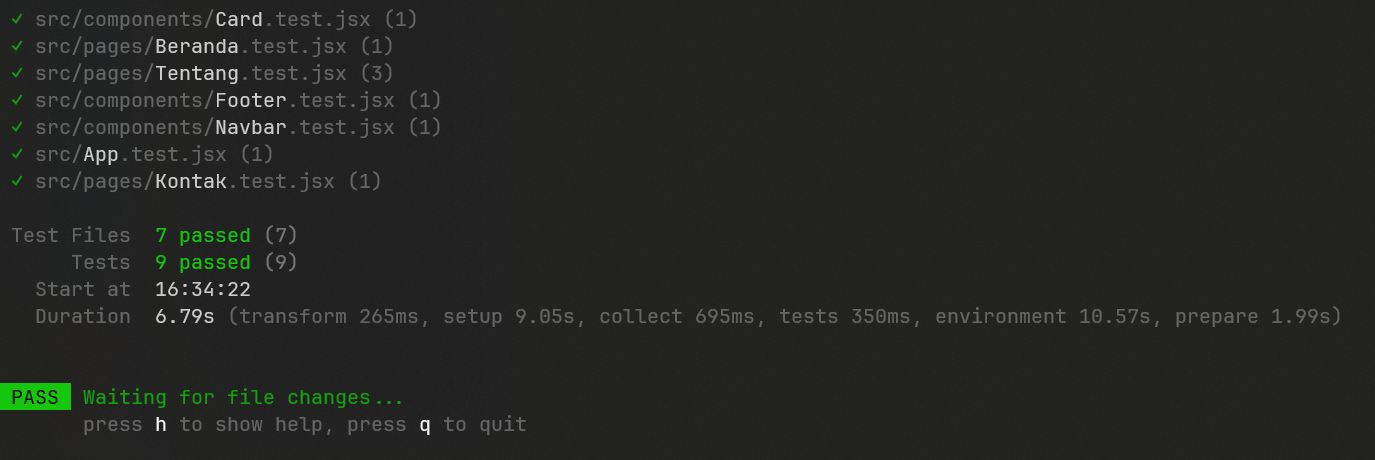 ✓ src/components/Card.test.jsx (1)
✓ src/pages/Beranda.test.jsx (1)
✓ src/pages/Tentang.test.jsx (3)
✓ src/components/Footer.test.jsx (1)
✓ src/components/Navbar.test.jsx (1)
✓ src/App.test.jsx (1)
✓ src/pages/Kontak.test.jsx (1)
Test Files 7 passed (7)
Tests 9 passed (9)
Start at 16:34:22
Duration 6.79s (transform 265ms, setup 9.05s, collect 695ms, tests 350ms, environment 10.57s, prepare 1.99s)
PASS Waiting for file changes...
press h to show help, press q to quit